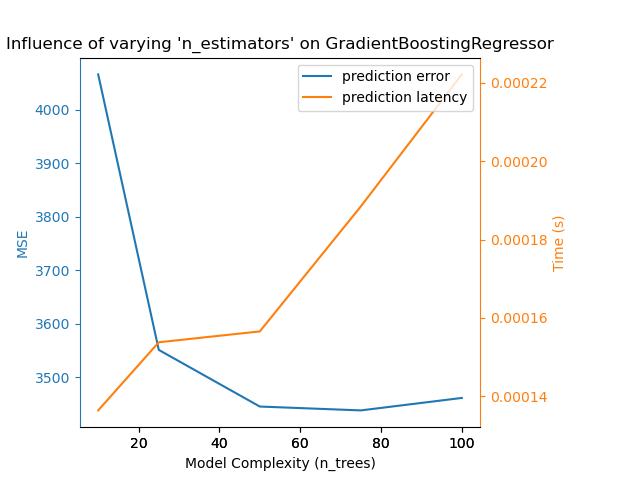 Influence of varying 'n_estimators' on GradientBoostingRegressor
prediction error
prediction latency
4000
3900
3800
3700
3600
3500
MSE
0.00022
0.00020
0.00018
0.00016
0.00014
Time (s)
20 40 60 80 100
Model Complexity (n_trees)